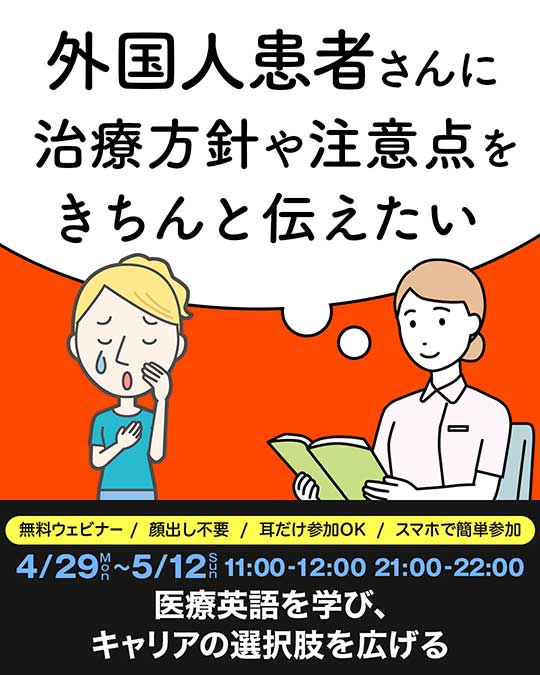 外国人患者さんに
治療方針や注意点を
きちんと伝えたい
無料ウェビナー / 顔出し不要 / 耳だけ参加OK / スマホで簡単参加
4/29Mon~5/12Sun 11:00-12:00 21:00-22:00
医療英語を学び、
キャリアの選択肢を広げる